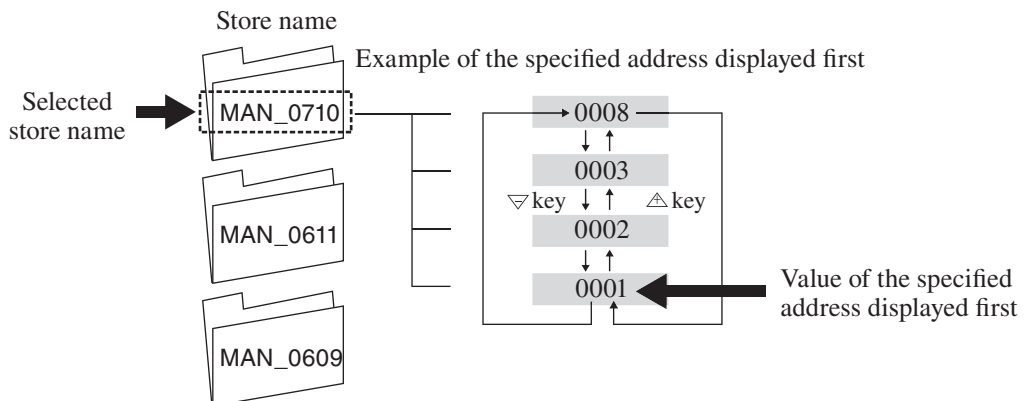 Store name
Example of the specified address displayed first
Selected
store name
MAN_0710
0008
0003
key
key
MAN_0611
0002
0001
Value of the specified
address displayed first
MAN_0609